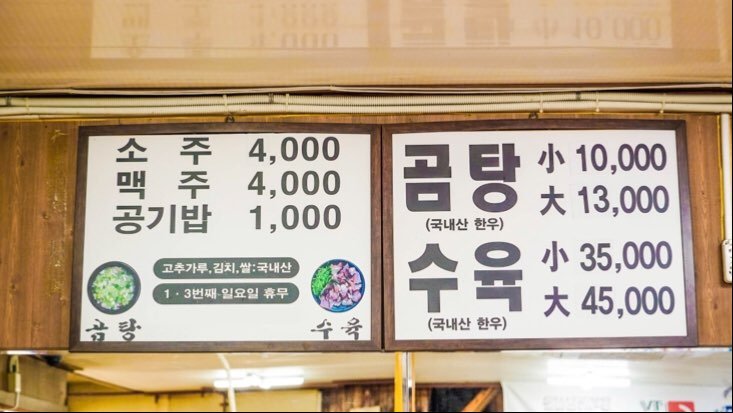 소 주 4,000
맥 주 4,000
공기밥 1,000
고추가루,김치,쌀:국내산
1·3번째 일요일 휴무
곰탕
수육
곰탕 小 10,000
大 13,000
(국내산 한우)
수육 小 35,000
大 45,000
(국내산 한우)
TV